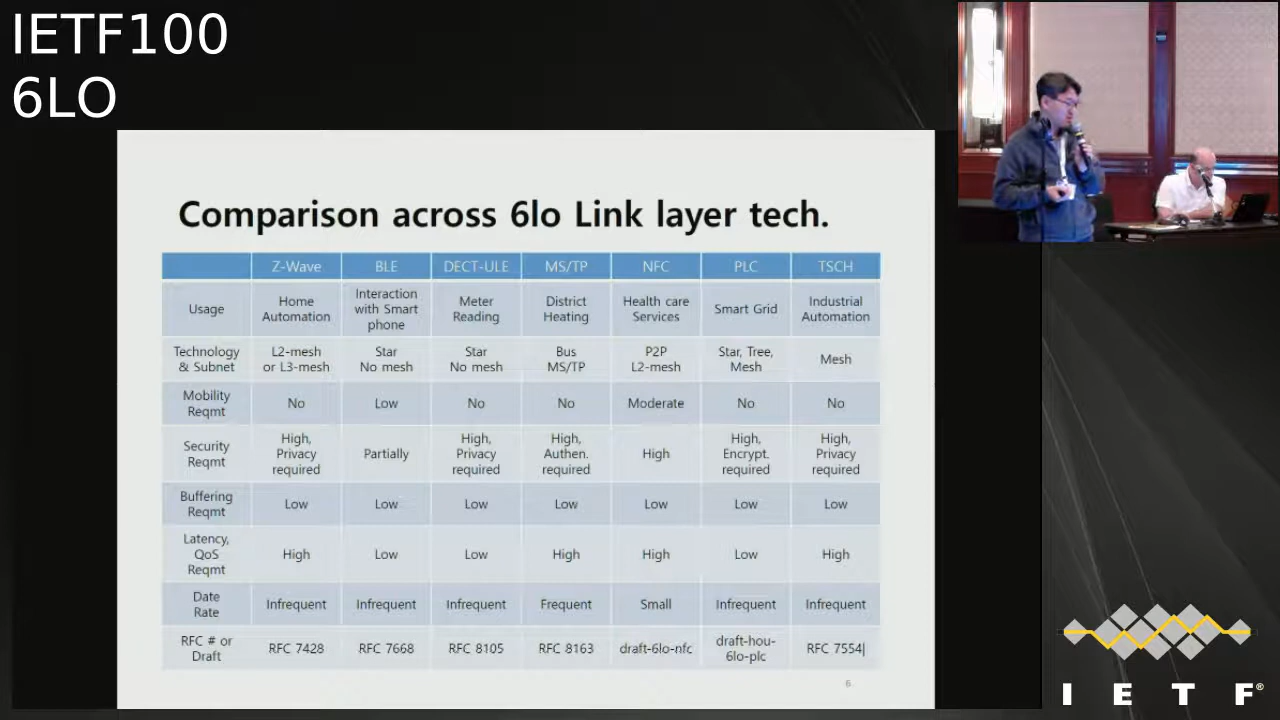 IETF100
6LO
Comparison across 6lo Link layer tech.
Z-Wave BLE DECT-ULE MS/TP NFC PLC TSCH
Usage
Home
Automation
Interaction
with Smart
phone
Meter
Reading
District
Heating
Health care
Services
Smart Grid
Industrial
Automation
Technology
& Subnet
L2-mesh
or L3-mesh
Star
No mesh
Star
No mesh
Bus
MS/TP
P2P
L2-mesh
Star, Tree,
Mesh
Mesh
Mobility
Reqmt
No
Low
No
No
Moderate
No
No
Security
Reqmt
High,
Privacy
required
Partially
High,
Privacy
required
High,
Authen.
required
High
High,
Encrypt.
required
High,
Privacy
required
Buffering
Reqmt
Low
Low
Low
Low
Low
Low
Low
Latency,
QoS
Reqmt
High
Low
Low
High
High
Low
High
Date
Rate
Infrequent
Infrequent
Infrequent
Frequent
Small
Infrequent
Infrequent
RFC # or
Draft
RFC 7428
RFC 7668
RFC 8105
RFC 8163
draft-6lo-nfc
draft-hou-
6lo-plc
RFC 7554
6
I E T F®